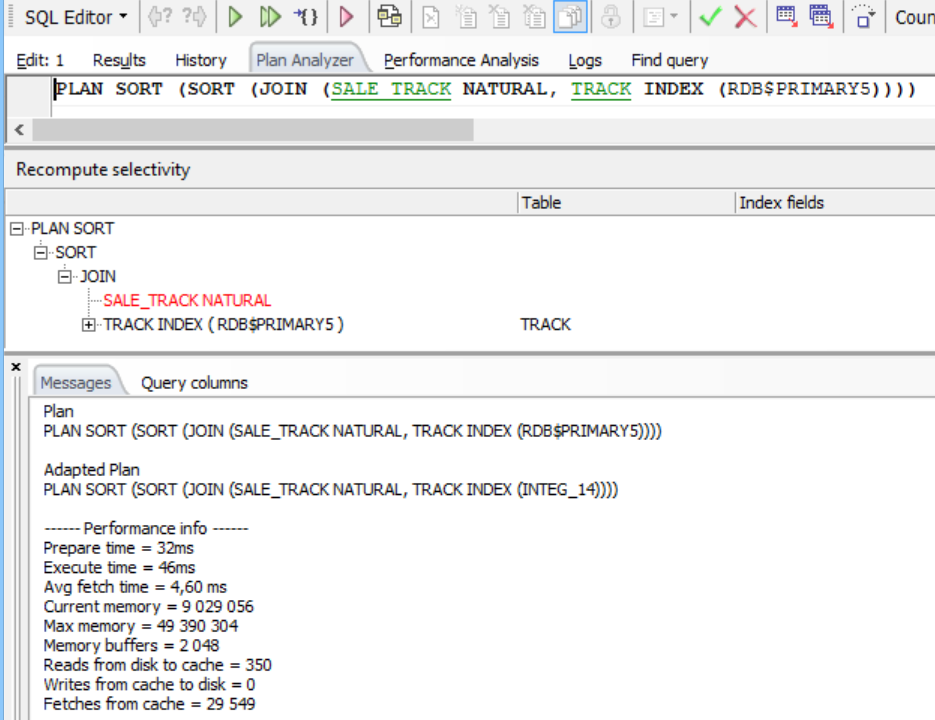 SQL Editor
Coun
Edit: 1 Results History Plan Analyzer Performance Analysis Logs Find query
PLAN SORT (SORT (JOIN (SALE_TRACK NATURAL, TRACK INDEX (RDB$PRIMARY5))))
Recompute selectivity
Table Index fields
PLAN SORT
SORT
JOIN
SALE_TRACK NATURAL
TRACK INDEX ( RDB$PRIMARY5 ) TRACK
Messages Query columns
Plan
PLAN SORT (SORT (JOIN (SALE_TRACK NATURAL, TRACK INDEX (RDB$PRIMARY5))))
Adapted Plan
PLAN SORT (SORT (JOIN (SALE_TRACK NATURAL, TRACK INDEX (INTEG_14))))
------ Performance info ------
Prepare time = 32ms
Execute time = 46ms
Avg fetch time = 4,60 ms
Current memory = 9 029 056
Max memory = 49 390 304
Memory buffers = 2 048
Reads from disk to cache = 350
Writes from cache to disk = 0
Fetches from cache = 29 549